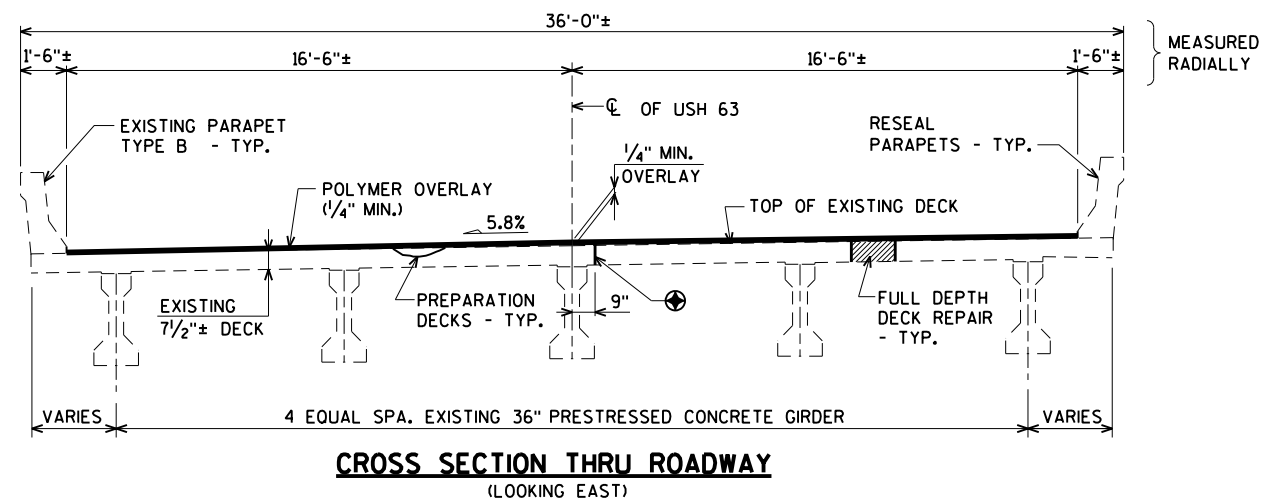 36'-0"±
1'-6"±
16'-6"±
16'-6"±
1'-6"±
MEASURED
RADIALLY
℄ OF USH 63
EXISTING PARAPET
TYPE B - TYP.
RESEAL
PARAPETS - TYP.
1/4" MIN.
OVERLAY
POLYMER OVERLAY
(1/4" MIN.)
5.8%
TOP OF EXISTING DECK
EXISTING
7 1/2"± DECK
PREPARATION
DECKS - TYP.
9"
FULL DEPTH
DECK REPAIR
- TYP.
VARIES
4 EQUAL SPA. EXISTING 36" PRESTRESSED CONCRETE GIRDER
VARIES
CROSS SECTION THRU ROADWAY
(LOOKING EAST)